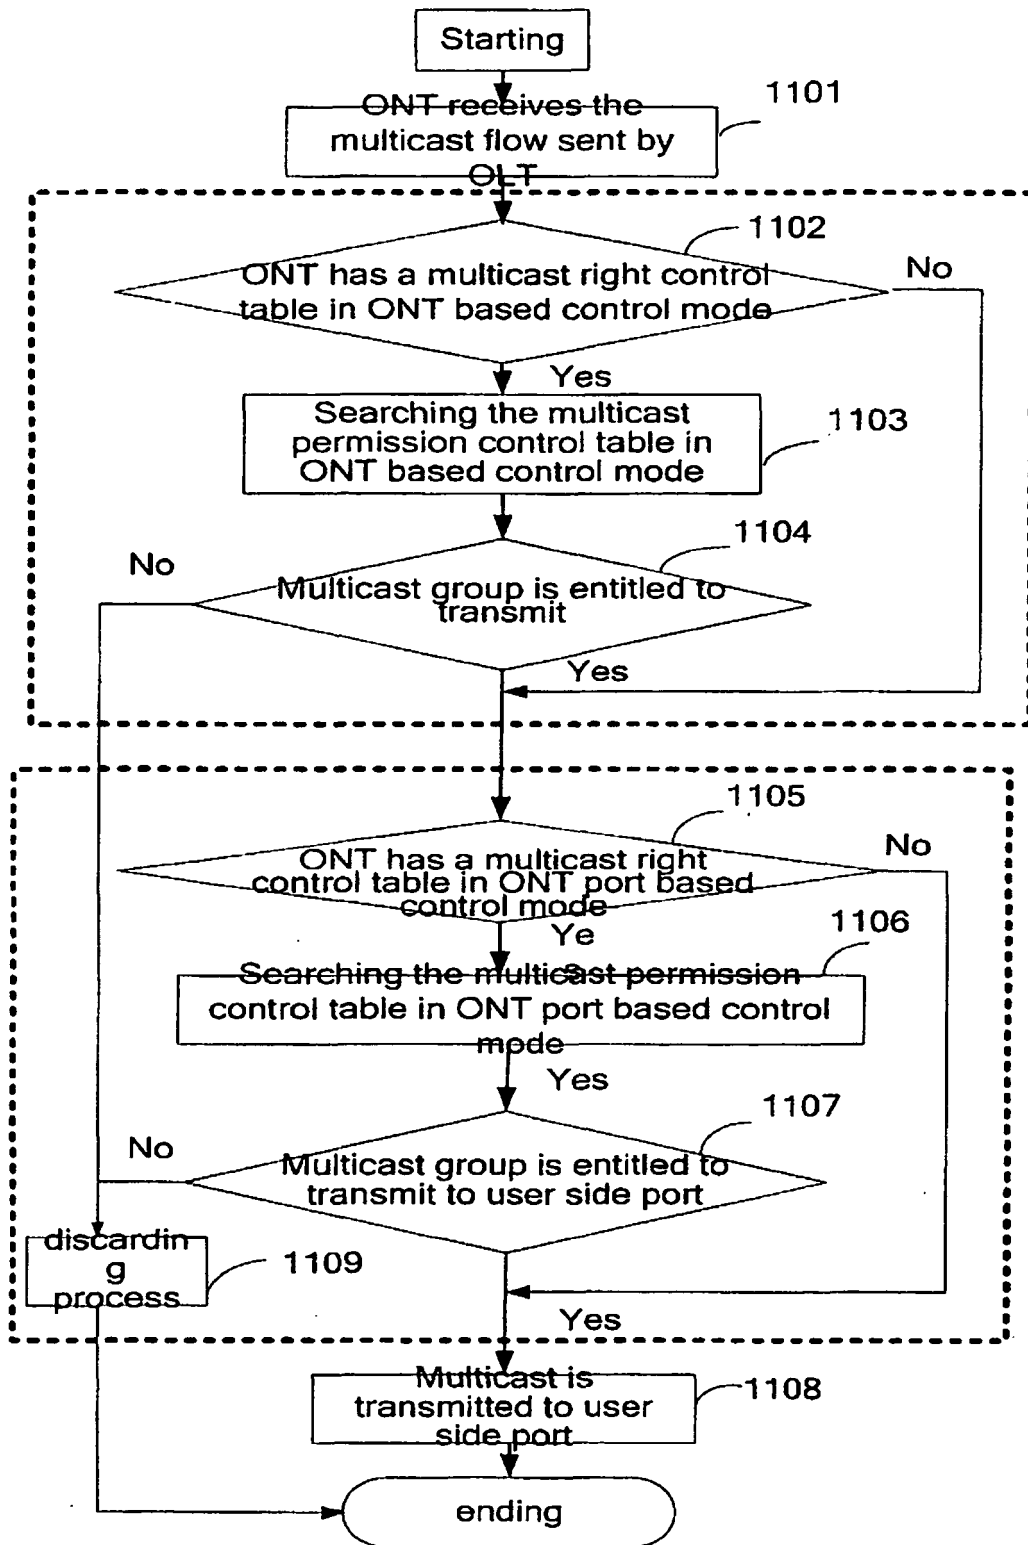 Starting
1101
ONT receives the
multicast flow sent by
OLT
1102
No
ONT has a multicast right control
table in ONT based control mode
Yes
Searching the multicast
permission control table in
ONT based control mode
1103
1104
No
Multicast group is entitled to
transmit
Yes
1105
No
ONT has a multicast right
control table in ONT port based
control mode
Ye
s
1106
Searching the multicast permission
control table in ONT port based control
mode
Yes
1107
No
Multicast group is entitled to
transmit to user side port
discardin
g
process
1109
Yes
Multicast is
transmitted to user
side port
1108
ending